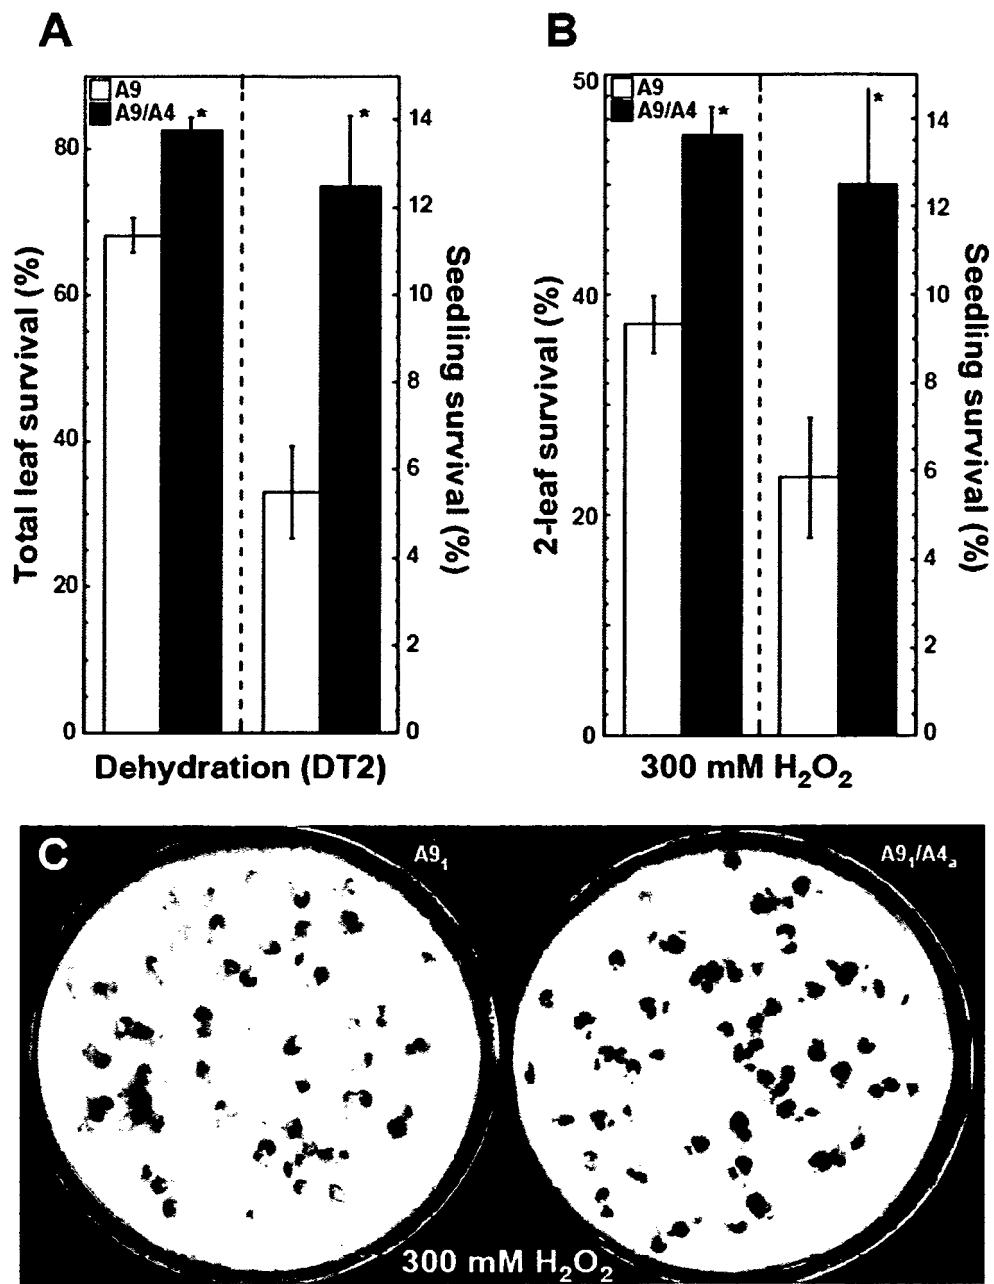 A
A9
A9/A4
*
*
80
60
40
20
0
14
12
10
8
6
4
2
0
Total leaf survival (%)
Seedling survival (%)
Dehydration (DT2)
B
A9
A9/A4
*
*
50
40
20
0
14
12
10
8
6
4
2
0
2-leaf survival (%)
Seedling survival (%)
300 mM H₂O₂
C
A9₁
A9₁/A4ₐ
300 mM H₂O₂